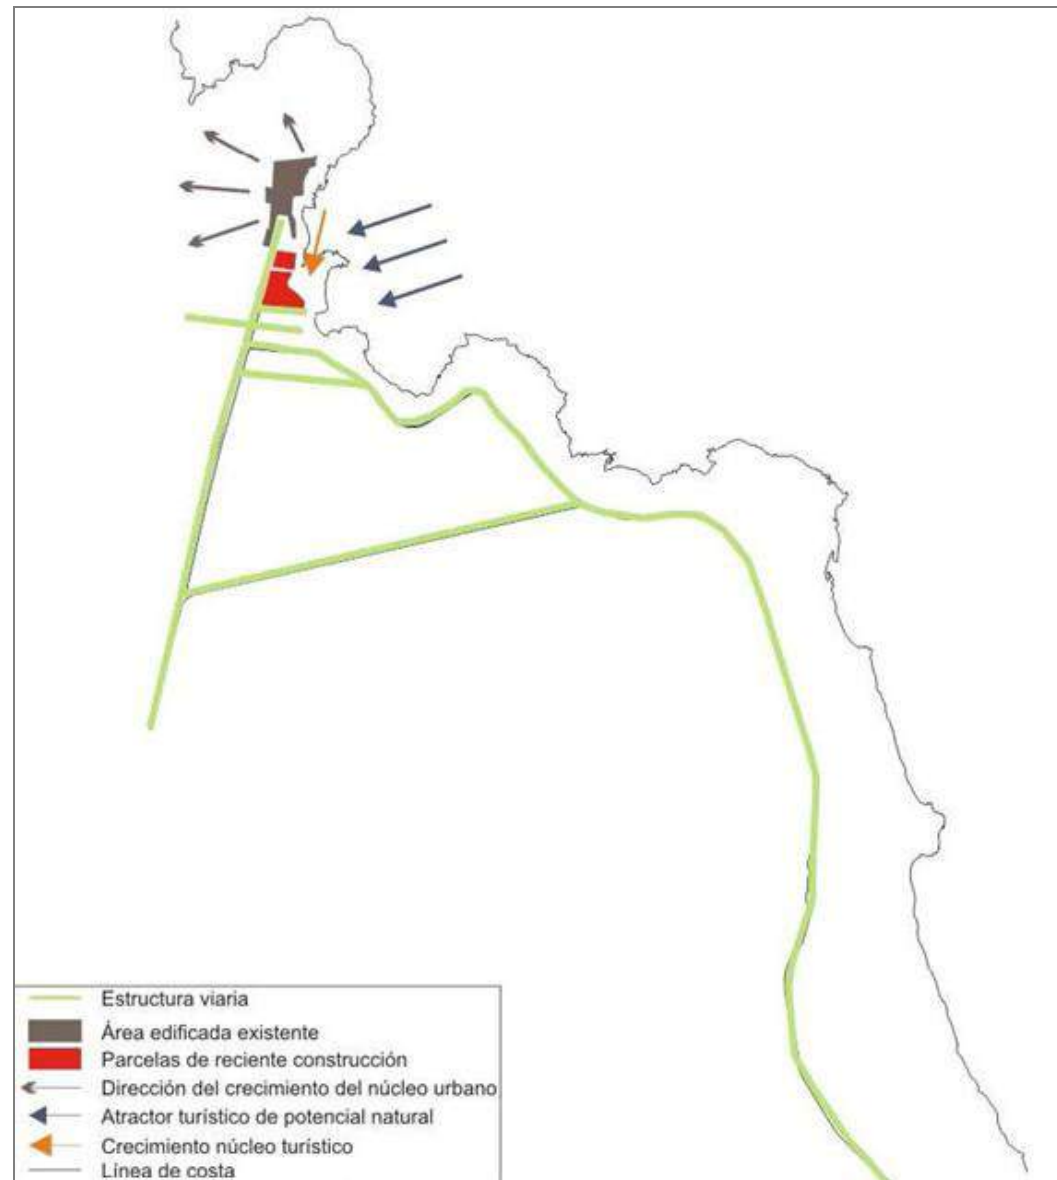 Estructura viaria
Área edificada existente
Parcelas de reciente construcción
Dirección del crecimiento del núcleo urbano
Atractor turístico de potencial natural
Crecimiento núcleo turístico
Línea de costa